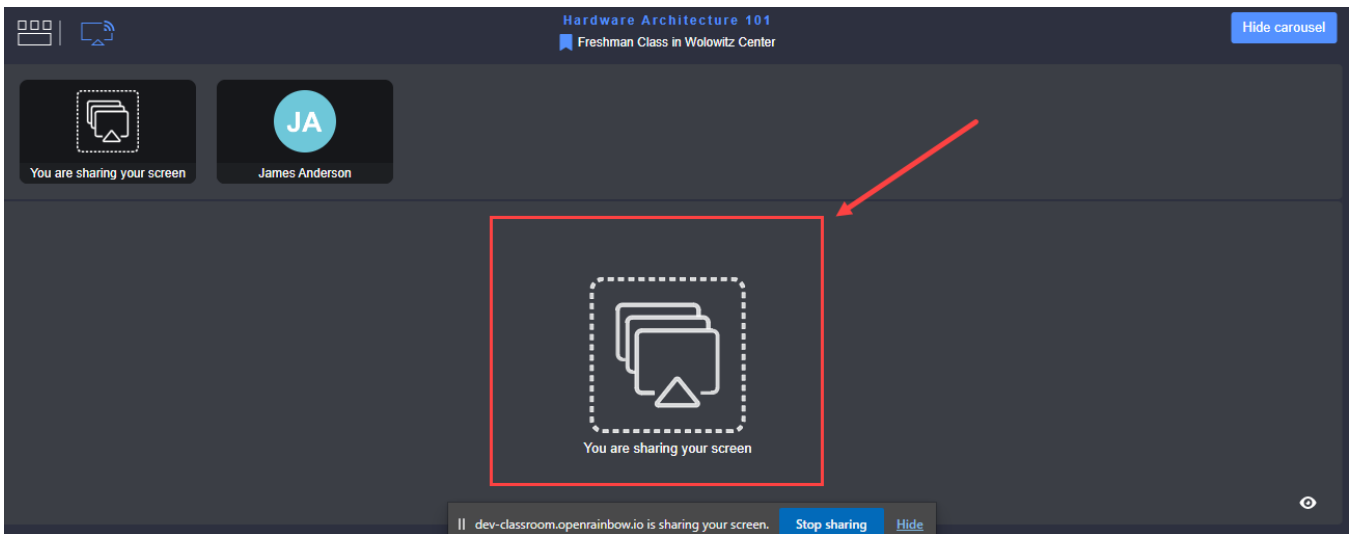 Hardware Architecture 101
Freshman Class in Wolowitz Center
Hide carousel
You are sharing your screen
JA
James Anderson
You are sharing your screen
dev-classroom.openrainbow.io is sharing your screen.
Stop sharing
Hide